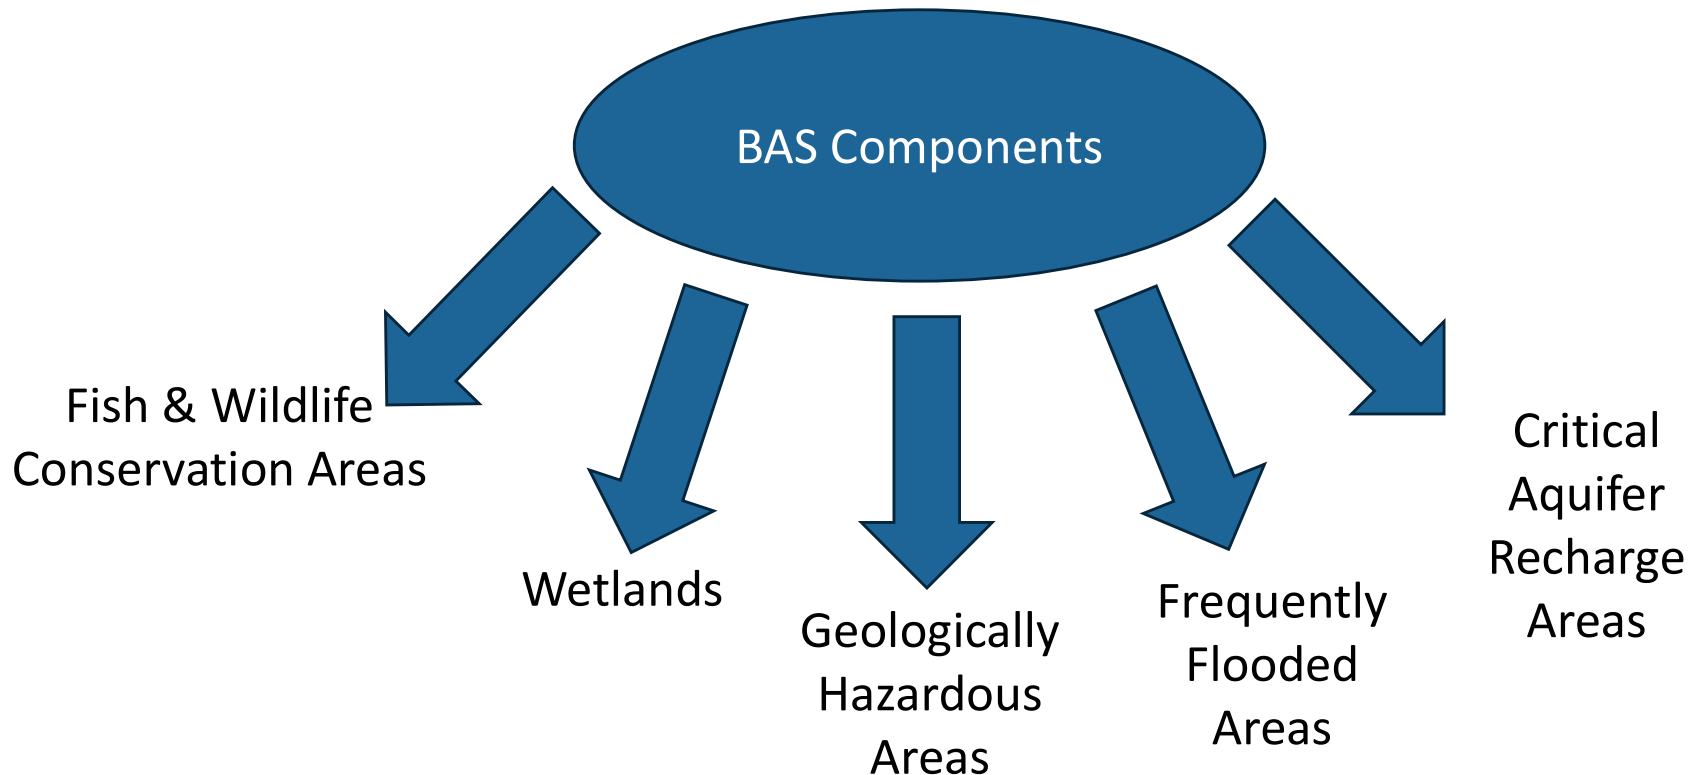 BAS Components
Fish & Wildlife
Conservation Areas
Wetlands
Geologically
Hazardous
Areas
Frequently
Flooded
Areas
Critical
Aquifer
Recharge
Areas